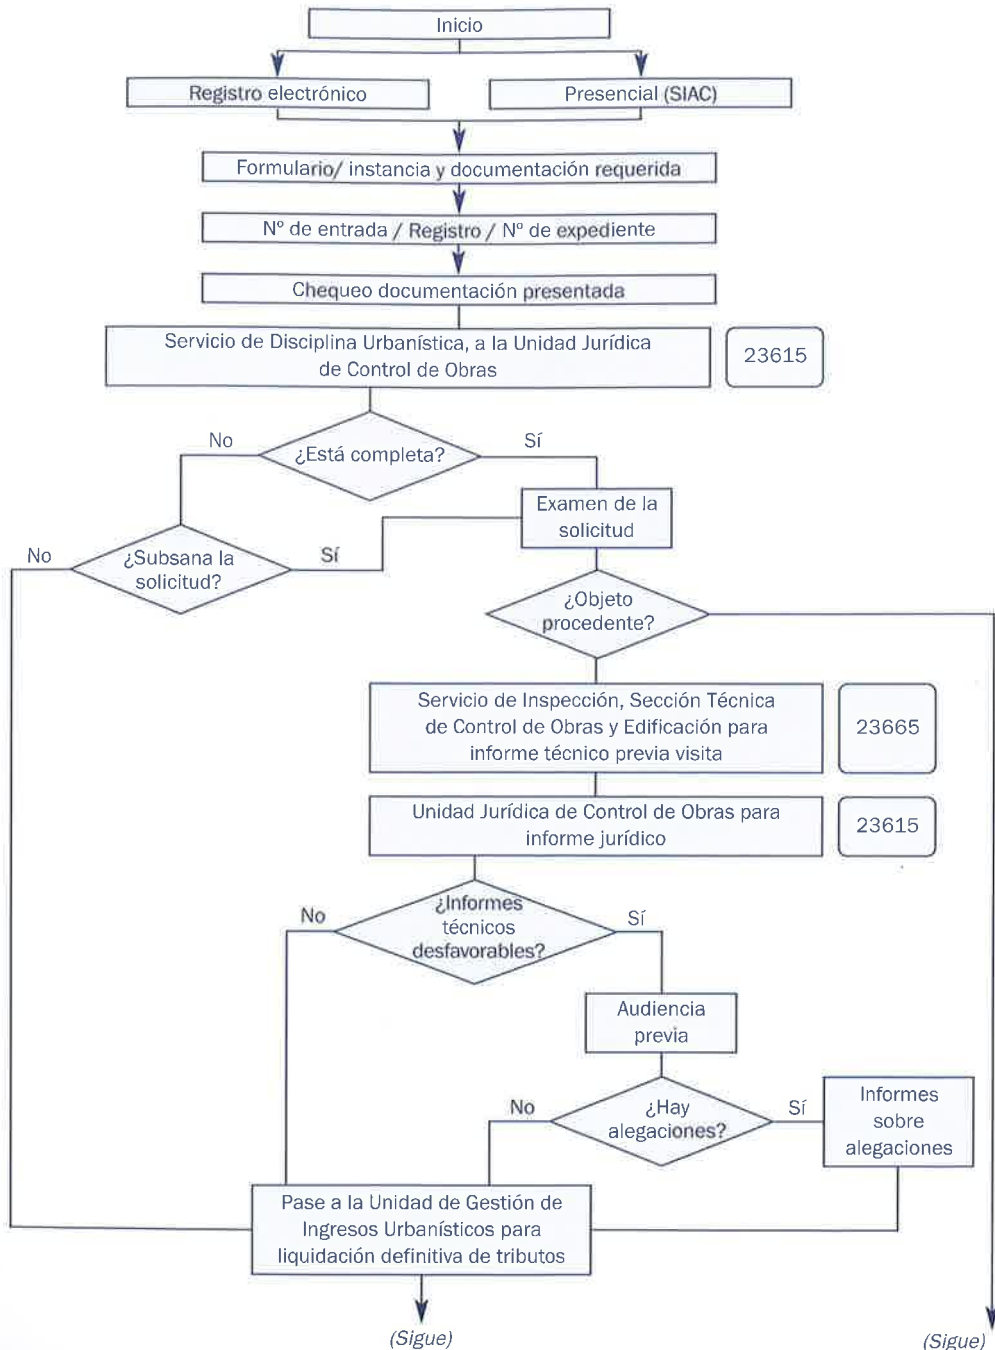 Inicio
Registro electrónico
Presencial (SIAC)
Formulario/ instancia y documentación requerida
Nº de entrada / Registro / Nº de expediente
Chequeo documentación presentada
Servicio de Disciplina Urbanística, a la Unidad Jurídica
de Control de Obras
23615
No
¿Está completa?
Sí
Examen de la
solicitud
No
¿Subsana la
solicitud?
Sí
¿Objeto
procedente?
Servicio de Inspección, Sección Técnica
de Control de Obras y Edificación para
informe técnico previa visita
23665
Unidad Jurídica de Control de Obras para
informe jurídico
23615
No
¿Informes
técnicos
desfavorables?
Sí
Audiencia
previa
No
¿Hay
alegaciones?
Sí
Informes
sobre
alegaciones
Pase a la Unidad de Gestión de
Ingresos Urbanísticos para
liquidación definitiva de tributos
(Sigue)
(Sigue)